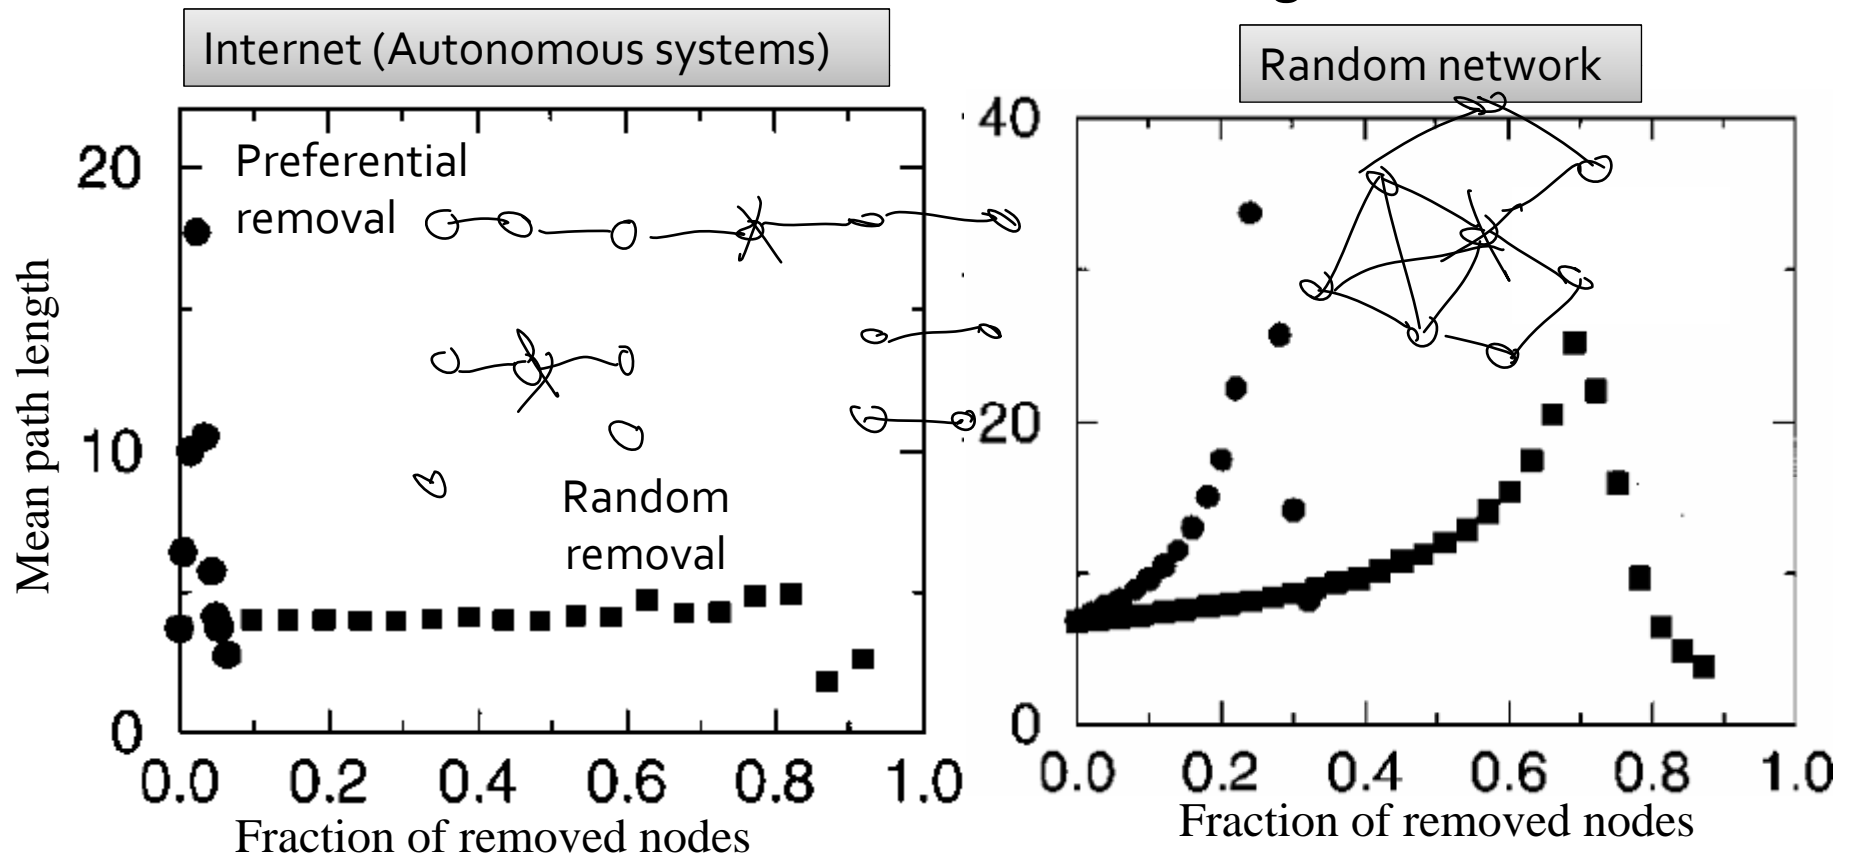 Internet (Autonomous systems)
Random network
Preferential
removal
Random
removal
Mean path length
20
10
0
0.0 0.2 0.4 0.6 0.8 1.0
Fraction of removed nodes
40
20
0
0.0 0.2 0.4 0.6 0.8 1.0
Fraction of removed nodes